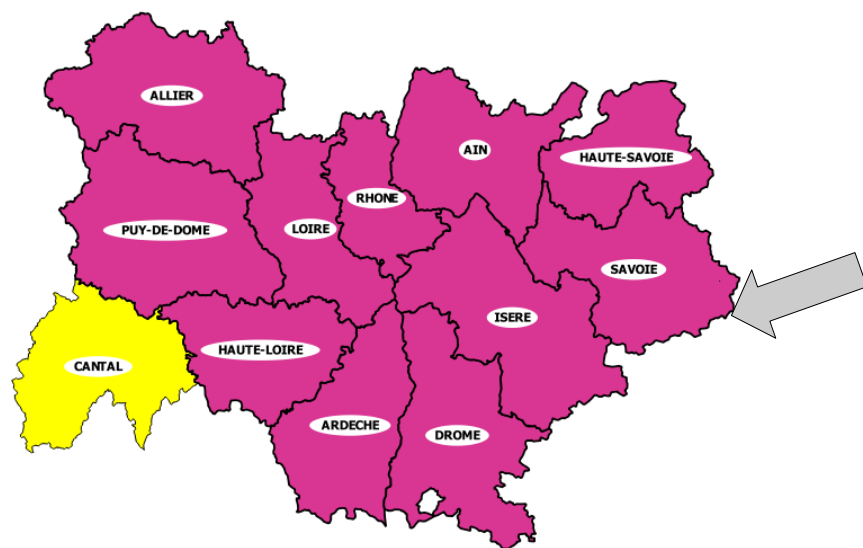 ALLIER
AIN
HAUTE-SAVOIE
RHONE
PUY-DE-DOME
LOIRE
SAVOIE
ISERE
HAUTE-LOIRE
CANTAL
ARDECHE
DROME